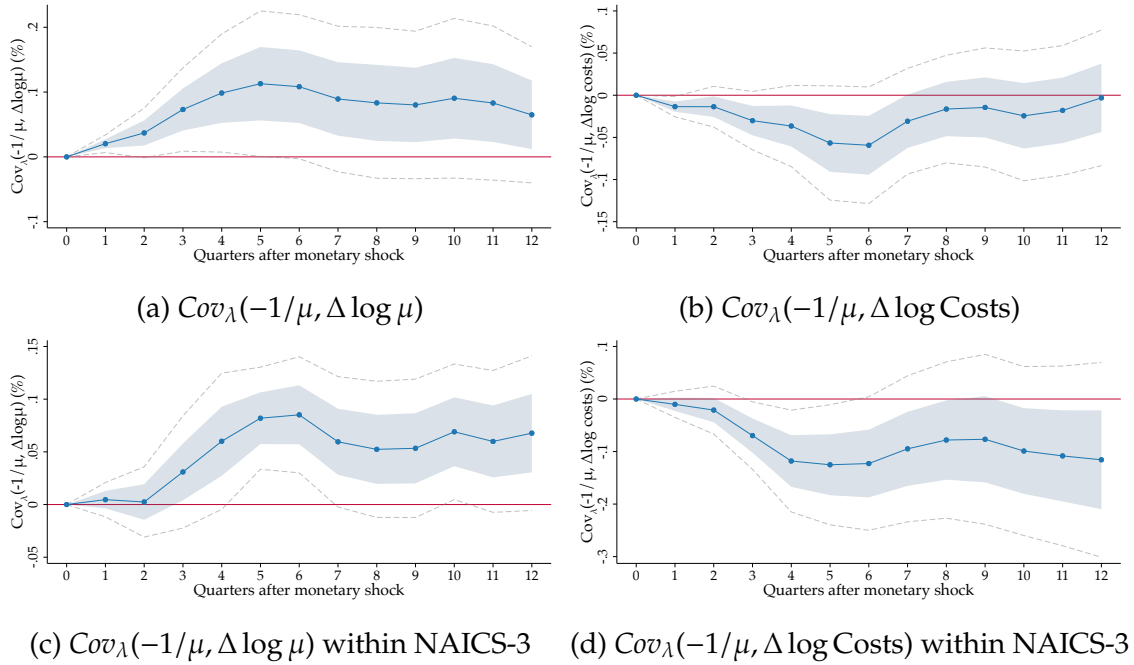 Cov_λ(-1/μ, Δlogμ) (%)
.2
.1
0
-.1
0 1 2 3 4 5 6 7 8 9 10 11 12
Quarters after monetary shock
(a) Cov_λ(−1/μ, Δ log μ)
Cov_λ(-1/μ, Δlog costs) (%)
.1
.05
0
-.05
-.1
-.15
0 1 2 3 4 5 6 7 8 9 10 11 12
Quarters after monetary shock
(b) Cov_λ(−1/μ, Δ log Costs)
Cov_λ(-1/μ, Δlogμ) (%)
.15
.1
.05
0
-.05
0 1 2 3 4 5 6 7 8 9 10 11 12
Quarters after monetary shock
(c) Cov_λ(−1/μ, Δ log μ) within NAICS-3
Cov_λ(-1/μ, Δlog costs) (%)
.1
0
-.1
-.2
-.3
0 1 2 3 4 5 6 7 8 9 10 11 12
Quarters after monetary shock
(d) Cov_λ(−1/μ, Δ log Costs) within NAICS-3